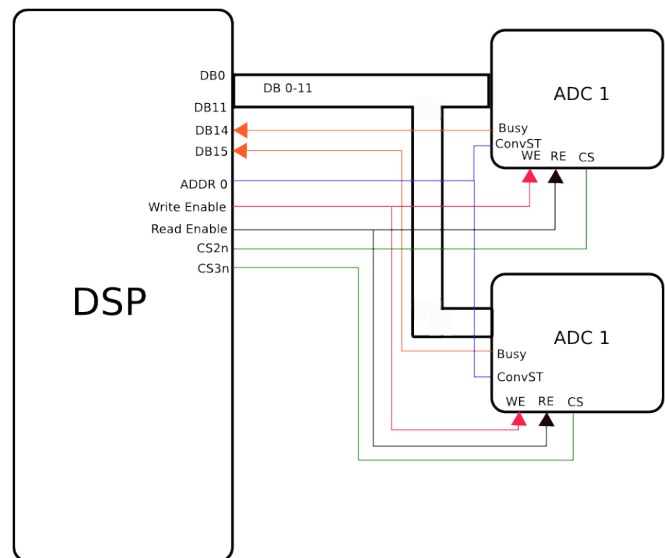 DB0
DB 0-11
DB11
DB14
DB15
ADDR 0
Write Enable
Read Enable
CS2n
CS3n
DSP
ADC 1
Busy
ConvST
WE RE CS
ADC 1
Busy
ConvST
WE RE CS